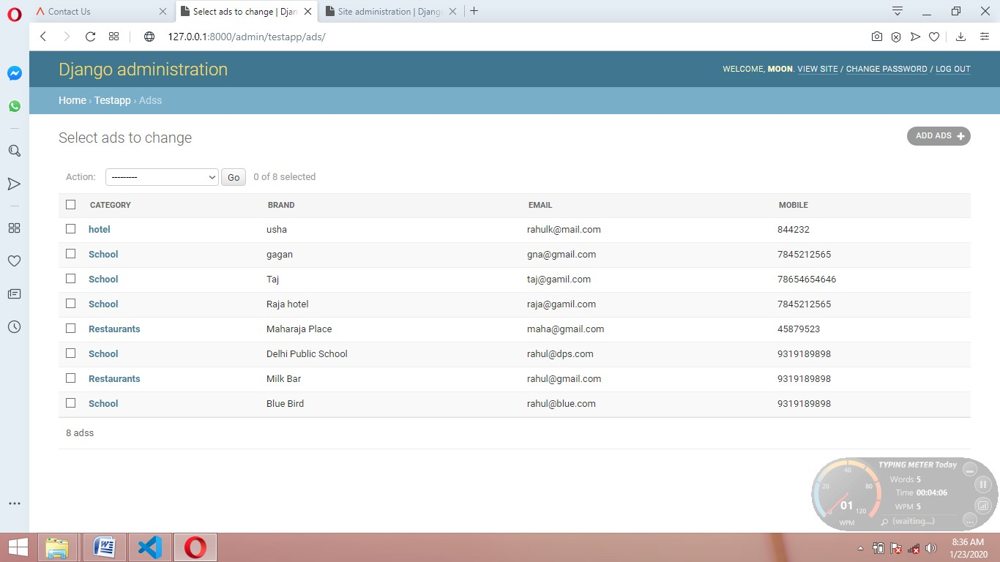 Contact Us
Select ads to change | Djan
Site administration | Djang
127.0.0.1:8000/admin/testapp/ads/
Django administration
WELCOME, MOON. VIEW SITE / CHANGE PASSWORD / LOG OUT
Home › Testapp › Adss
Select ads to change
ADD ADS +
Action: --------- Go 0 of 8 selected
CATEGORY BRAND EMAIL MOBILE
hotel usha rahulk@mail.com 844232
School gagan gna@gmail.com 7845212565
School Taj taj@gamil.com 78654654646
School Raja hotel raja@gamil.com 7845212565
Restaurants Maharaja Place maha@gmail.com 45879523
School Delhi Public School rahul@dps.com 9319189898
Restaurants Milk Bar rahul@gmail.com 9319189898
School Blue Bird rahul@blue.com 9319189898
8 adss
TYPING METER Today
Words 5
Time 00:04:06
WPM 5
(waiting...)
0 20 40 80 120
01
WPM
8:36 AM
1/23/2020